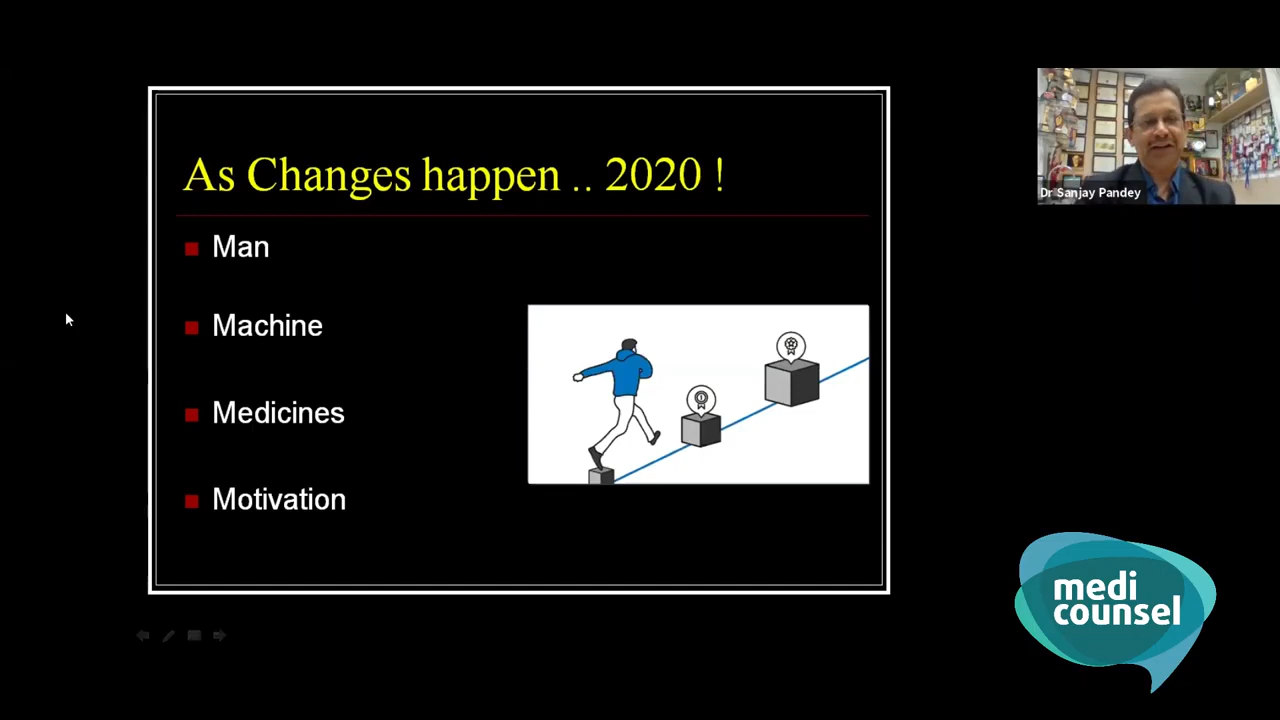 As Changes happen .. 2020 !
Man
Machine
Medicines
Motivation
Dr Sanjay Pandey
medi
counsel